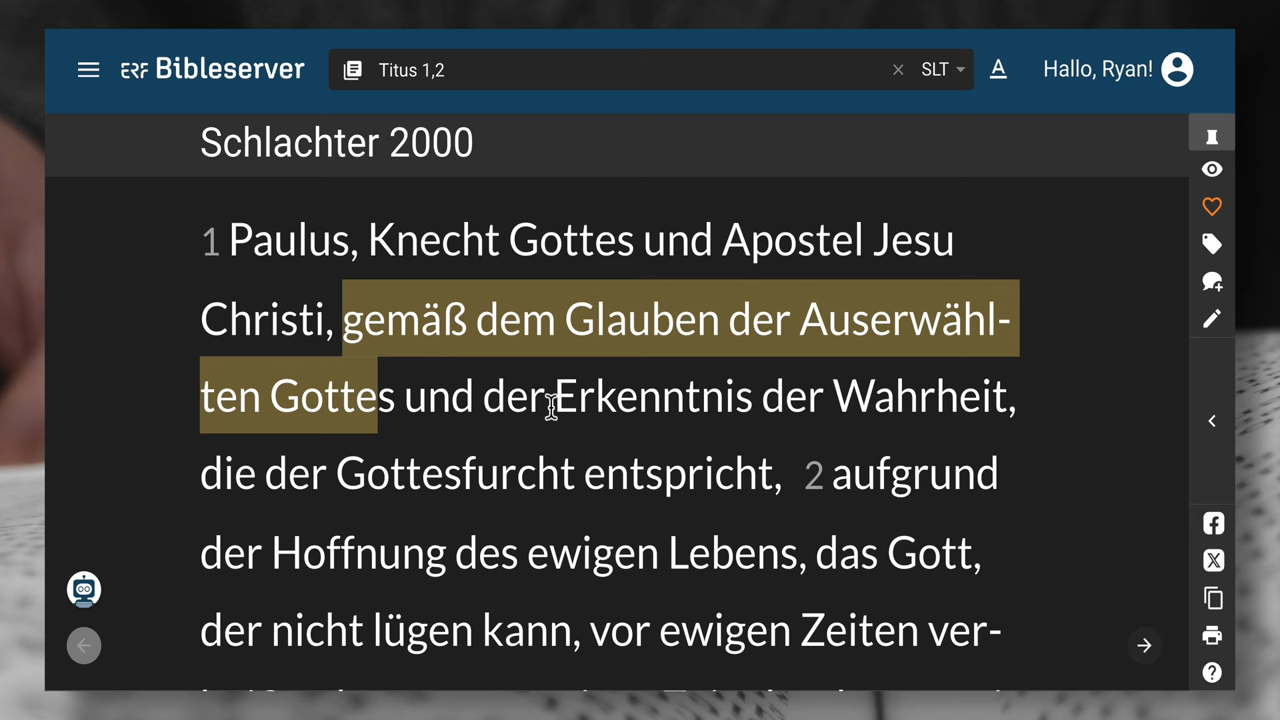 ERF Bibleserver
Titus 1,2
SLT
A
Hallo, Ryan!
Schlachter 2000
1 Paulus, Knecht Gottes und Apostel Jesu
Christi, gemäß dem Glauben der Auserwähl-
ten Gottes und der Erkenntnis der Wahrheit,
die der Gottesfurcht entspricht, 2 aufgrund
der Hoffnung des ewigen Lebens, das Gott,
der nicht lügen kann, vor ewigen Zeiten ver-